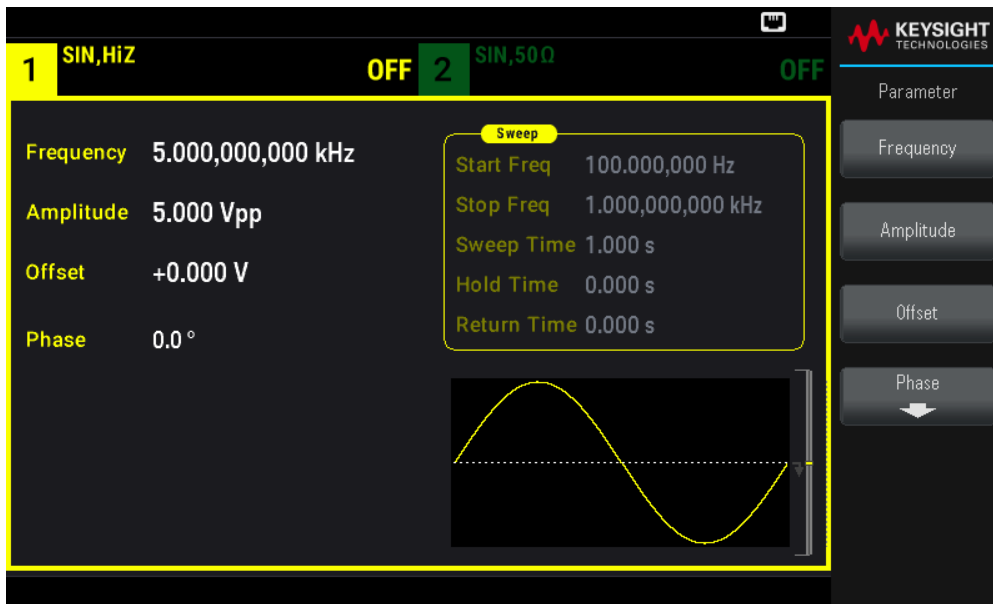 KEYSIGHT
TECHNOLOGIES
1 SIN,HiZ OFF 2 SIN,50Ω OFF
Parameter
Frequency 5.000,000,000 kHz
Amplitude 5.000 Vpp
Offset +0.000 V
Phase 0.0 °
Sweep
Start Freq 100.000,000 Hz
Stop Freq 1.000,000,000 kHz
Sweep Time 1.000 s
Hold Time 0.000 s
Return Time 0.000 s
Frequency
Amplitude
Offset
Phase